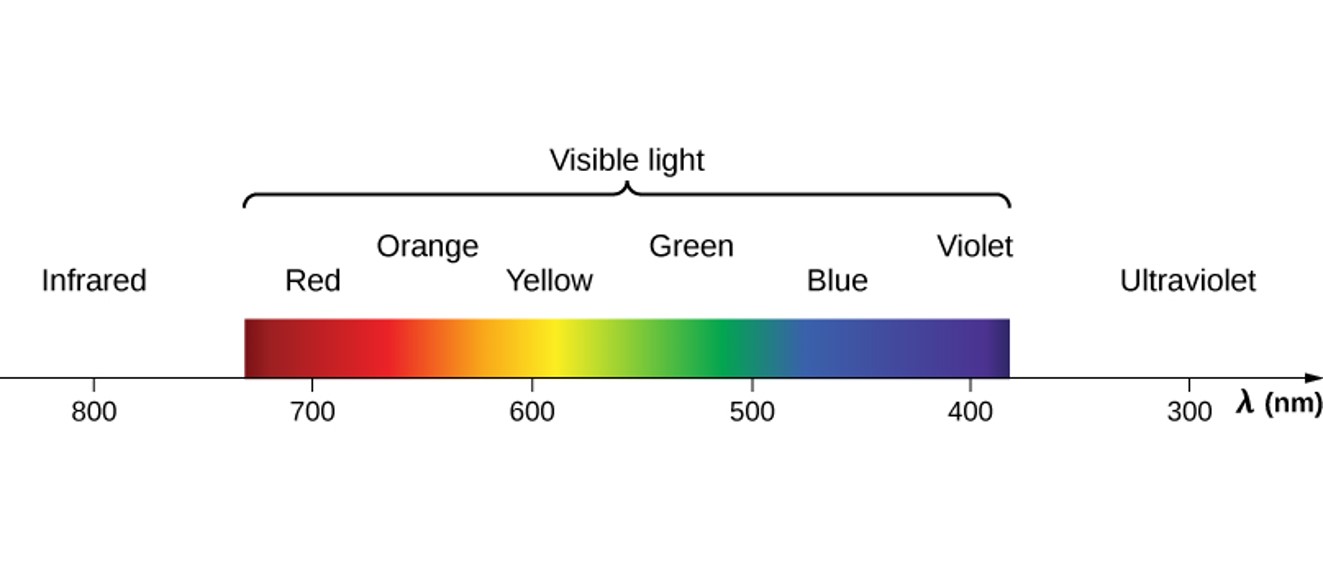 Visible light
Orange Green Violet
Infrared Red Yellow Blue Ultraviolet
800 700 600 500 400 300 λ (nm)